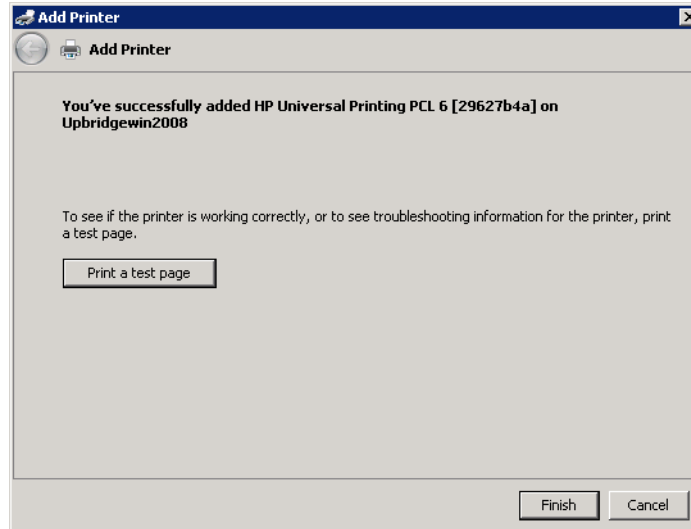 Add Printer
Add Printer
You've successfully added HP Universal Printing PCL 6 [29627b4a] on
Upbridgewin2008
To see if the printer is working correctly, or to see troubleshooting information for the printer, print
a test page.
Print a test page
Finish
Cancel